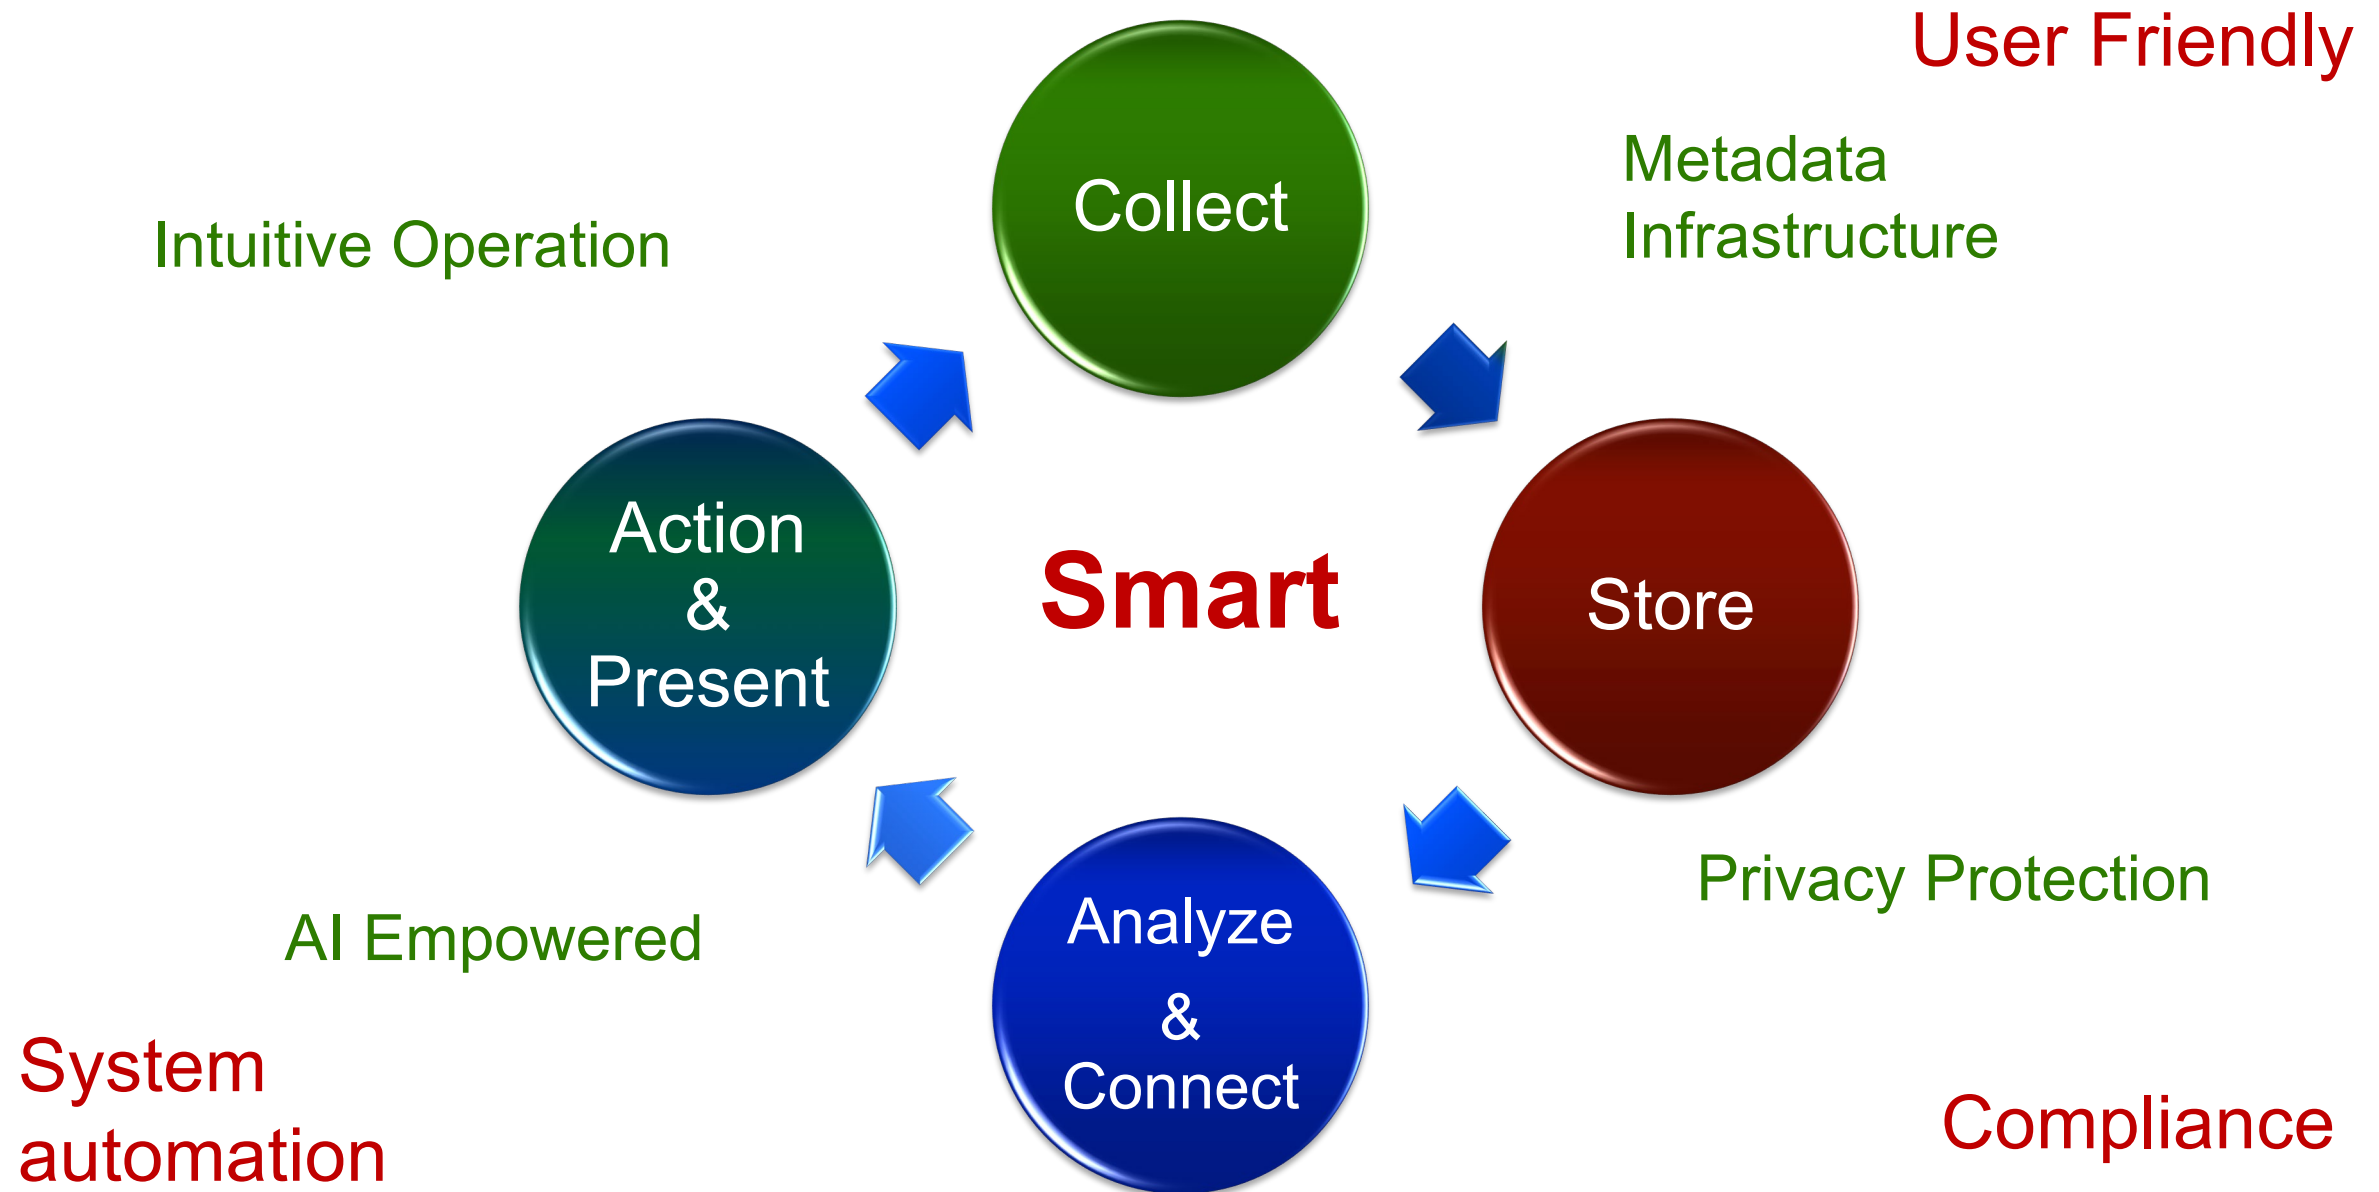 User Friendly
Collect
Metadata
Infrastructure
Intuitive Operation
Action
&
Present
Smart
Store
Privacy Protection
AI Empowered
Analyze
&
Connect
System
automation
Compliance